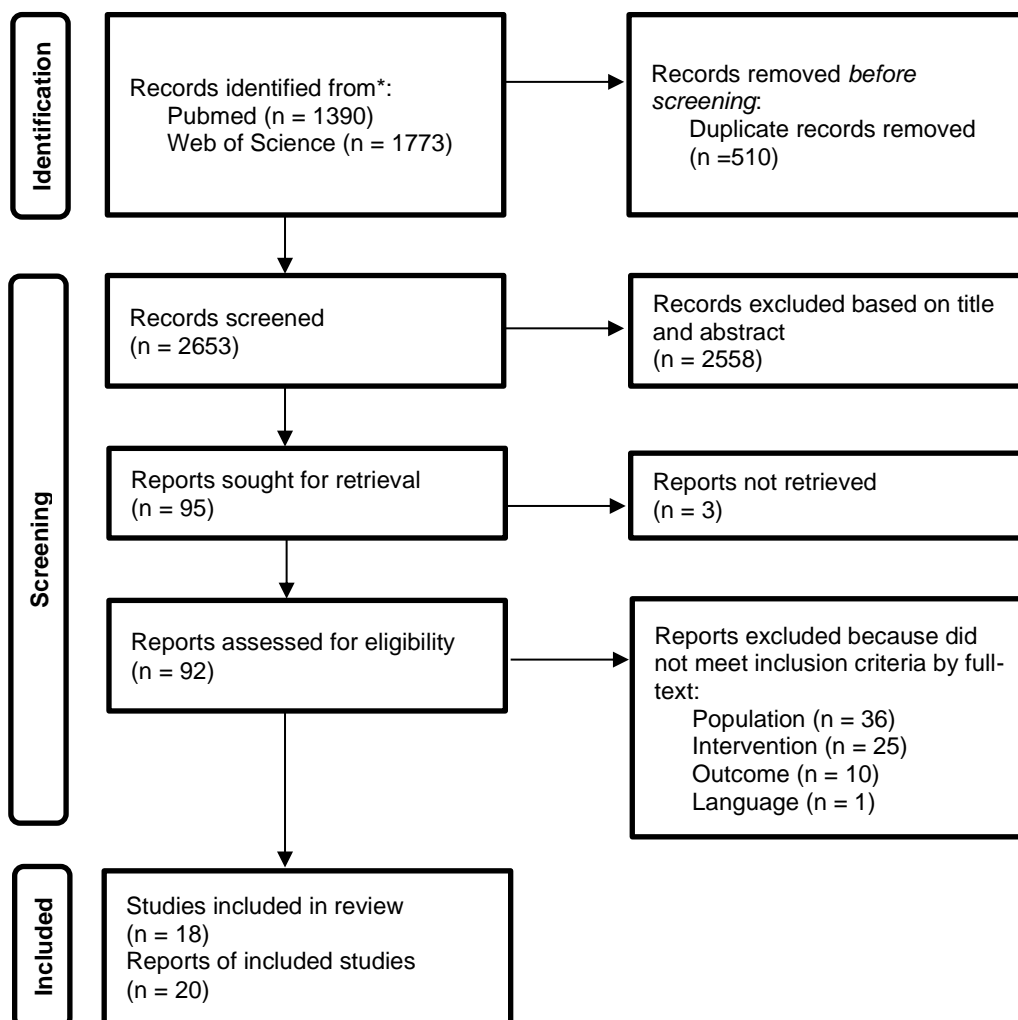 Identification
Records identified from*:
Pubmed (n = 1390)
Web of Science (n = 1773)
Records removed before
screening:
Duplicate records removed
(n =510)
Screening
Records screened
(n = 2653)
Records excluded based on title
and abstract
(n = 2558)
Reports sought for retrieval
(n = 95)
Reports not retrieved
(n = 3)
Reports assessed for eligibility
(n = 92)
Reports excluded because did
not meet inclusion criteria by full-
text:
Population (n = 36)
Intervention (n = 25)
Outcome (n = 10)
Language (n = 1)
Included
Studies included in review
(n = 18)
Reports of included studies
(n = 20)